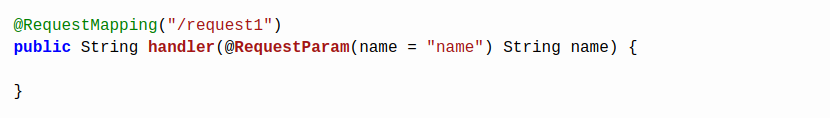 @RequestMapping("/request1")
public String handler(@RequestParam(name = "name") String name) {
}